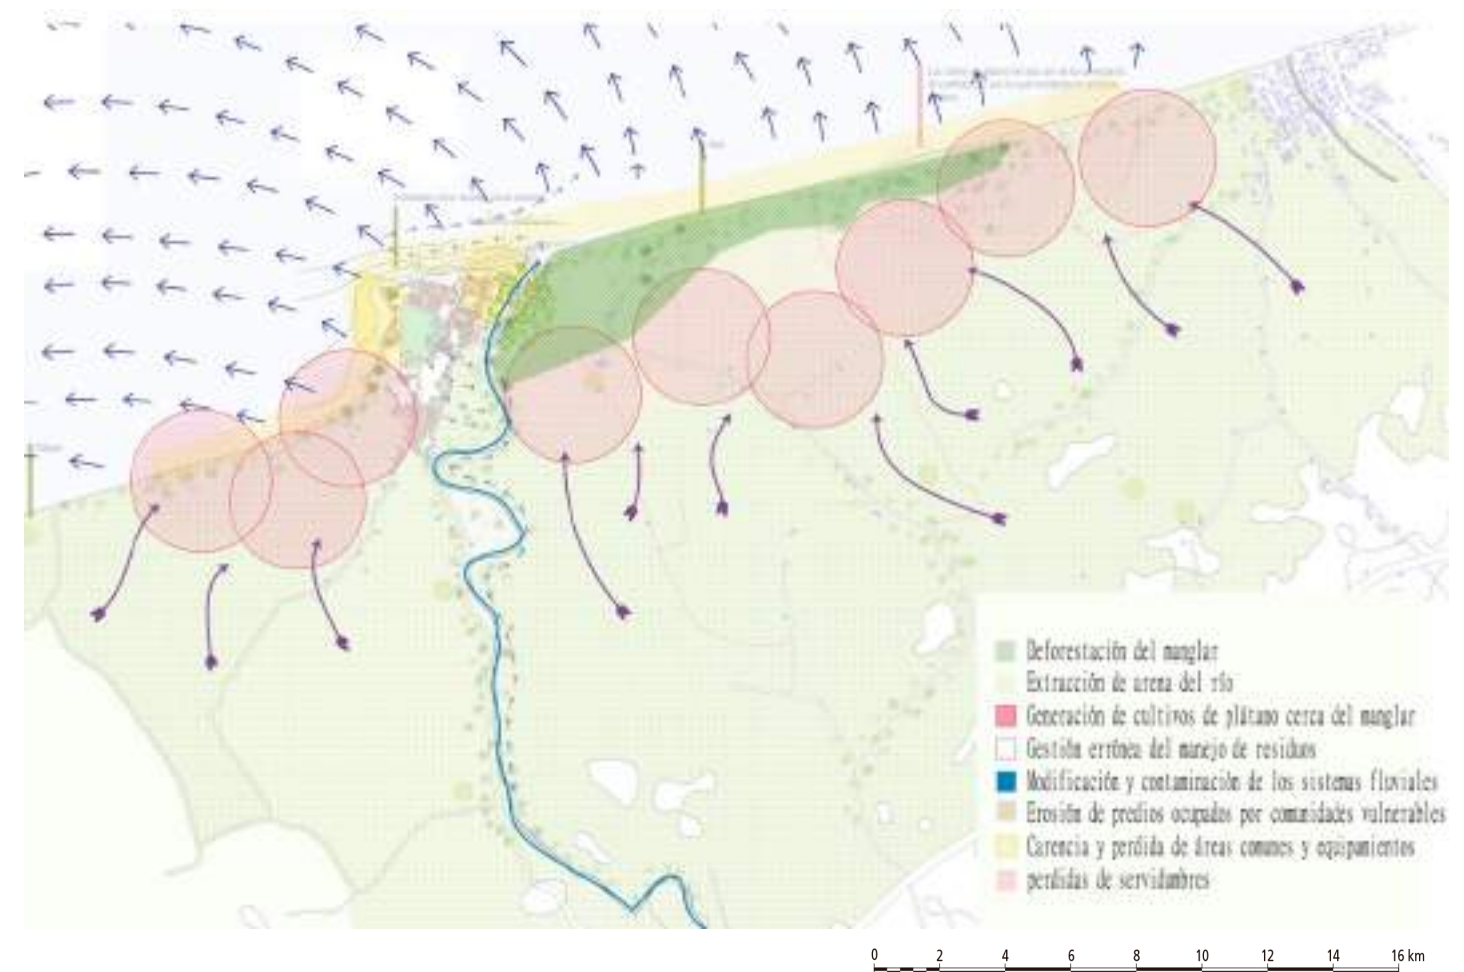 Deforestación del manglar
Extracción de arena del río
Generación de cultivos de plátano cerca del manglar
Gestión errónea del manejo de residuos
Modificación y contaminación de los sistemas fluviales
Erosión de predios ocupados por comunidades vulnerables
Carencia y perdida de áreas comunes y equipamientos
perdidas de servidumbres
0 2 4 6 8 10 12 14 16 km